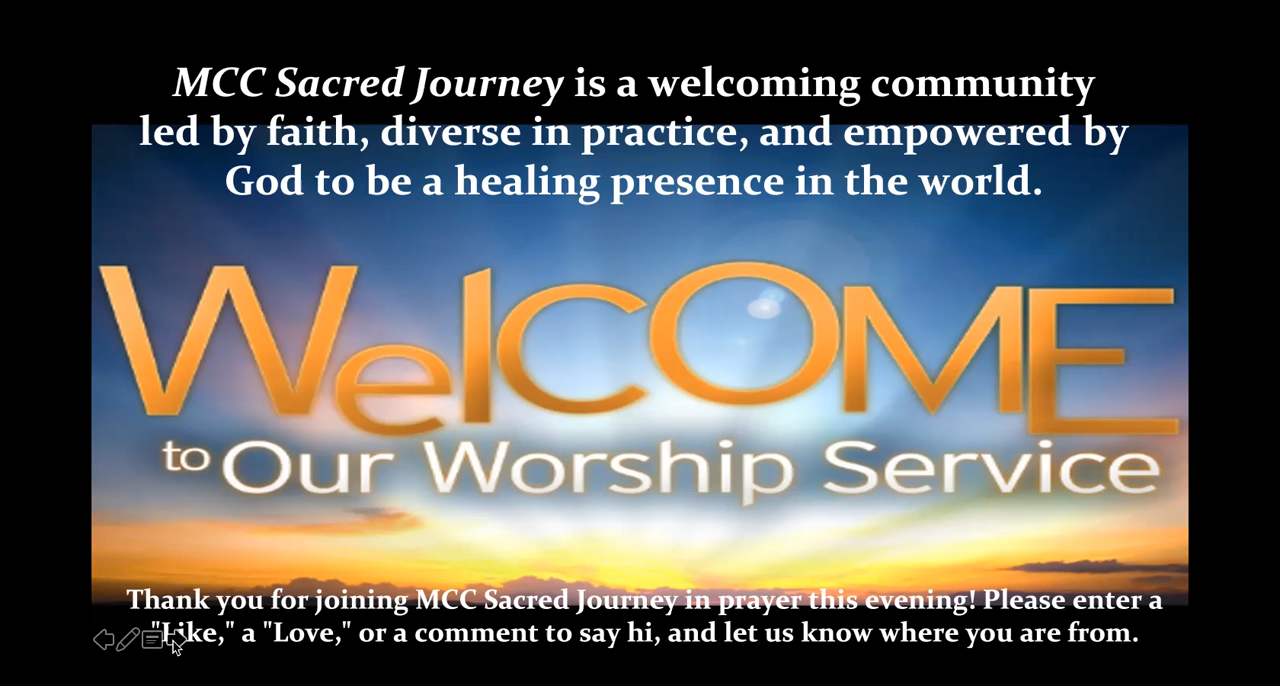 MCC Sacred Journey is a welcoming community
led by faith, diverse in practice, and empowered by
God to be a healing presence in the world.
WelCOME
to Our Worship Service
Thank you for joining MCC Sacred Journey in prayer this evening! Please enter a
"Like," a "Love," or a comment to say hi, and let us know where you are from.